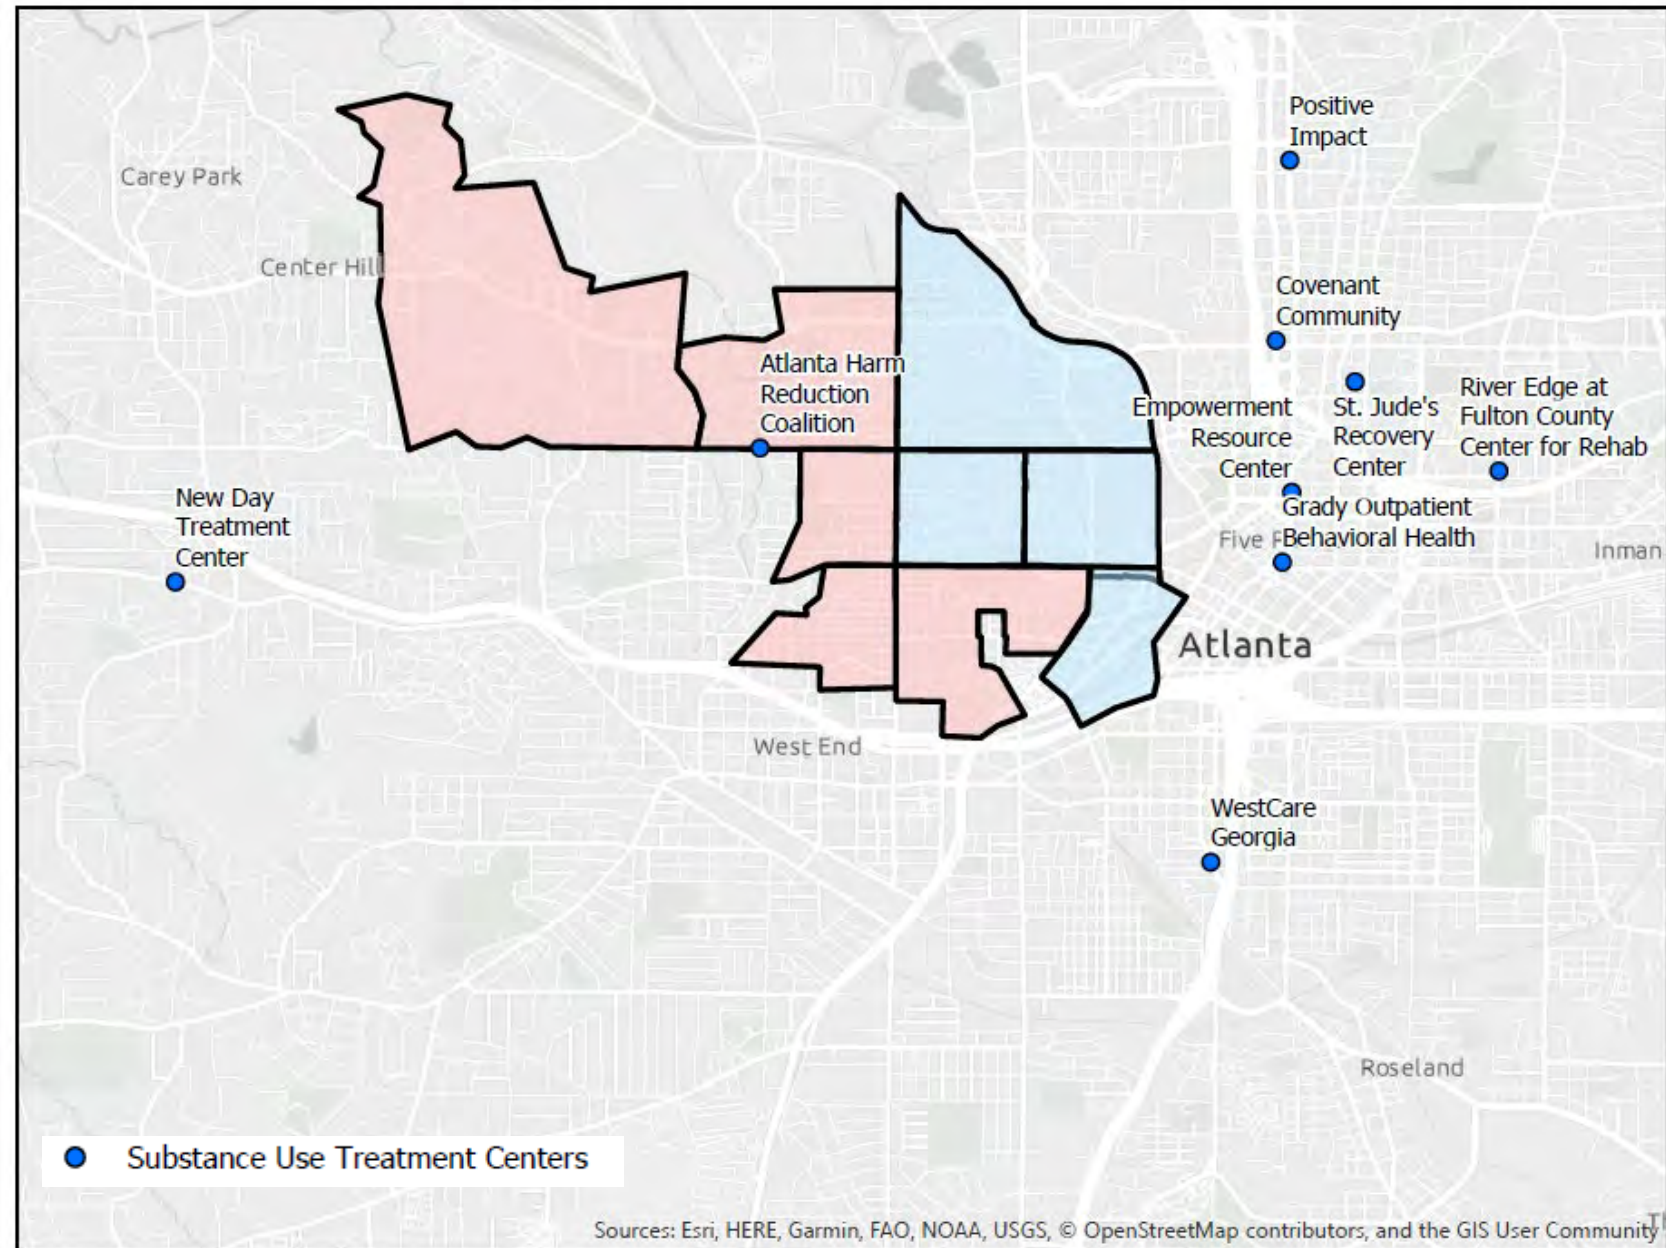 Positive
Impact
Carey Park
Center Hill
Covenant
Community
Atlanta Harm
Reduction
Coalition
Empowerment
Resource
Center
St. Jude's
Recovery
Center
River Edge at
Fulton County
Center for Rehab
New Day
Treatment
Center
Grady Outpatient
Behavioral Health
Five
Inman
Atlanta
West End
WestCare
Georgia
Roseland
Substance Use Treatment Centers
Sources: Esri, HERE, Garmin, FAO, NOAA, USGS, © OpenStreetMap contributors, and the GIS User Community